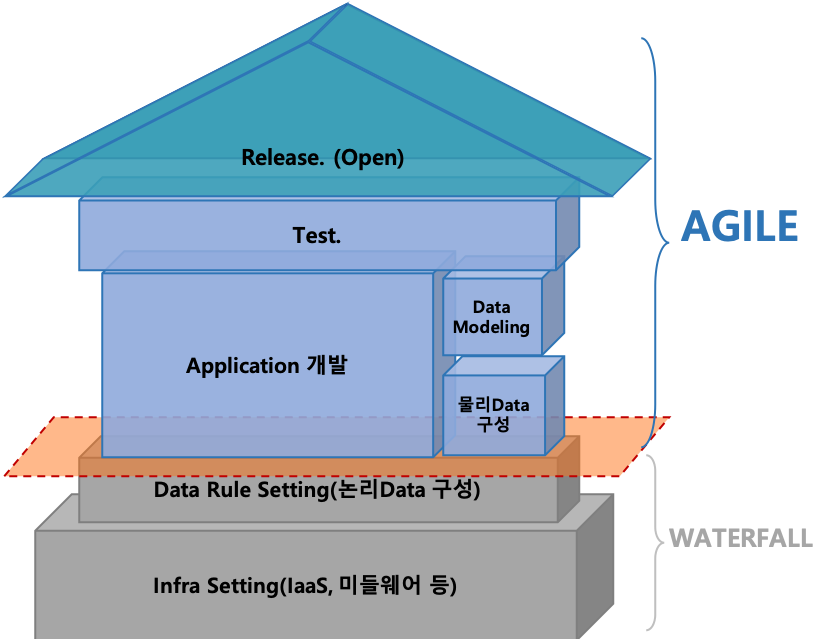 Release. (Open)
Test.
AGILE
Data
Modeling
Application 개발
물리Data
구성
Data Rule Setting(논리Data 구성)
WATERFALL
Infra Setting(IaaS, 미들웨어 등)